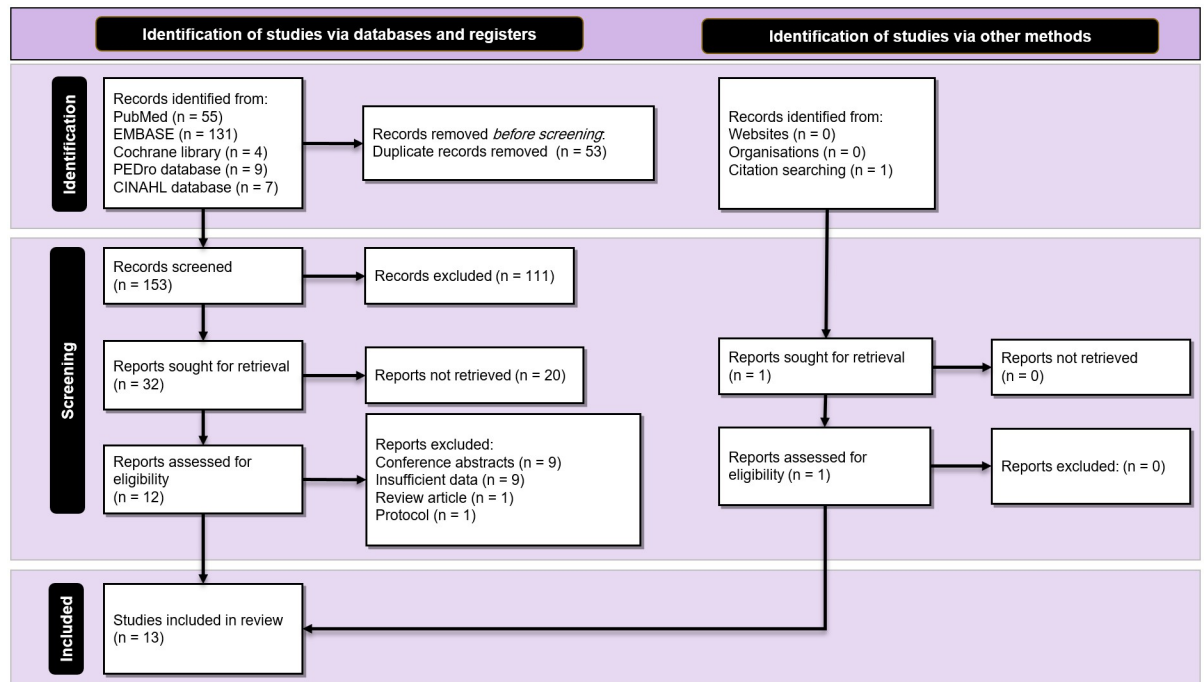 Identification of studies via databases and registers
Identification of studies via other methods
Identification
Records identified from:
PubMed (n = 55)
EMBASE (n = 131)
Cochrane library (n = 4)
PEDro database (n = 9)
CINAHL database (n = 7)
Records removed before screening:
Duplicate records removed (n = 53)
Records identified from:
Websites (n = 0)
Organisations (n = 0)
Citation searching (n = 1)
Screening
Records screened
(n = 153)
Records excluded (n = 111)
Reports sought for retrieval
(n = 32)
Reports not retrieved (n = 20)
Reports sought for retrieval
(n = 1)
Reports not retrieved
(n = 0)
Reports assessed for
eligibility
(n = 12)
Reports excluded:
Conference abstracts (n = 9)
Insufficient data (n = 9)
Review article (n = 1)
Protocol (n = 1)
Reports assessed for
eligibility (n = 1)
Reports excluded: (n = 0)
Included
Studies included in review
(n = 13)